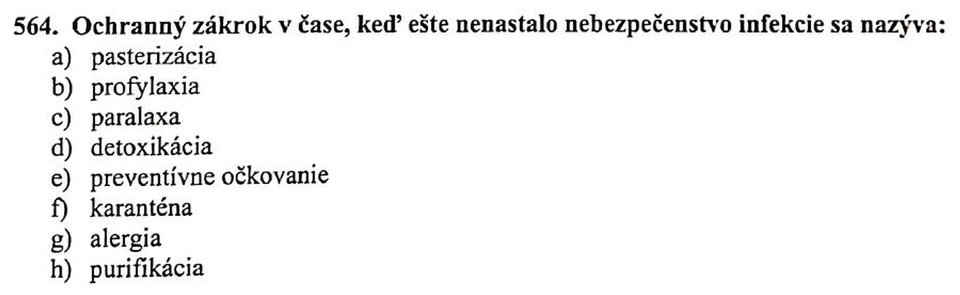 564. Ochranný zákrok v čase, keď ešte nenastalo nebezpečenstvo infekcie sa nazýva:
a) pasterizácia
b) profylaxia
c) paralaxa
d) detoxikácia
e) preventívne očkovanie
f) karanténa
g) alergia
h) purifikácia